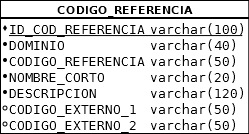 CODIGO_REFERENCIA
ID_COD_REFERENCIA varchar(100)
DOMINIO varchar(40)
CODIGO_REFERENCIA varchar(50)
NOMBRE_CORTO varchar(20)
DESCRIPCION varchar(120)
CODIGO_EXTERNO_1 varchar(50)
CODIGO_EXTERNO_2 varchar(50)